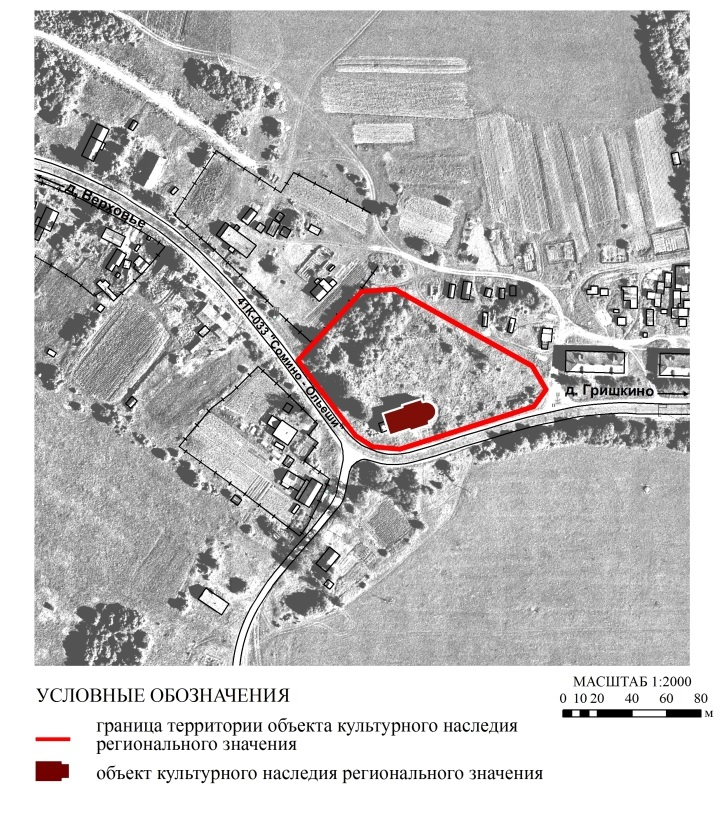 д. Верховье
41К-033 "Сомино - Ольеши"
д. Гришкино
УСЛОВНЫЕ ОБОЗНАЧЕНИЯ
граница территории объекта культурного наследия
регионального значения
объект культурного наследия регионального значения
МАСШТАБ 1:2000
0 10 20 40 60 80
м